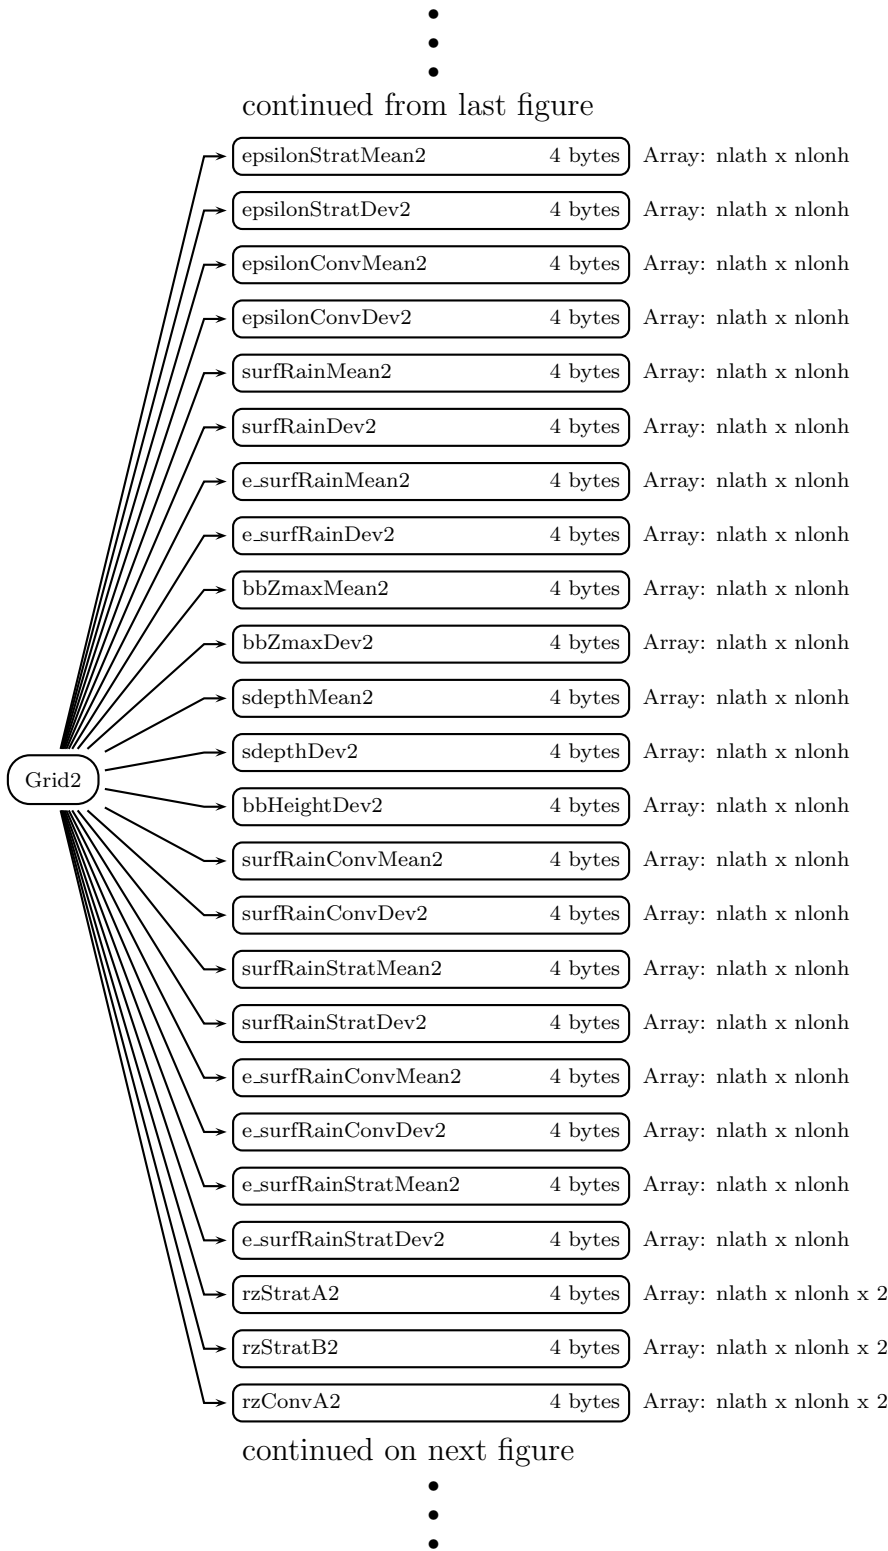 continued from last figure
epsilonStratMean2 4 bytes Array: nlath x nlonh
epsilonStratDev2 4 bytes Array: nlath x nlonh
epsilonConvMean2 4 bytes Array: nlath x nlonh
epsilonConvDev2 4 bytes Array: nlath x nlonh
surfRainMean2 4 bytes Array: nlath x nlonh
surfRainDev2 4 bytes Array: nlath x nlonh
e_surfRainMean2 4 bytes Array: nlath x nlonh
e_surfRainDev2 4 bytes Array: nlath x nlonh
bbZmaxMean2 4 bytes Array: nlath x nlonh
bbZmaxDev2 4 bytes Array: nlath x nlonh
sdepthMean2 4 bytes Array: nlath x nlonh
sdepthDev2 4 bytes Array: nlath x nlonh
Grid2
bbHeightDev2 4 bytes Array: nlath x nlonh
surfRainConvMean2 4 bytes Array: nlath x nlonh
surfRainConvDev2 4 bytes Array: nlath x nlonh
surfRainStratMean2 4 bytes Array: nlath x nlonh
surfRainStratDev2 4 bytes Array: nlath x nlonh
e_surfRainConvMean2 4 bytes Array: nlath x nlonh
e_surfRainConvDev2 4 bytes Array: nlath x nlonh
e_surfRainStratMean2 4 bytes Array: nlath x nlonh
e_surfRainStratDev2 4 bytes Array: nlath x nlonh
rzStratA2 4 bytes Array: nlath x nlonh x 2
rzStratB2 4 bytes Array: nlath x nlonh x 2
rzConvA2 4 bytes Array: nlath x nlonh x 2
continued on next figure